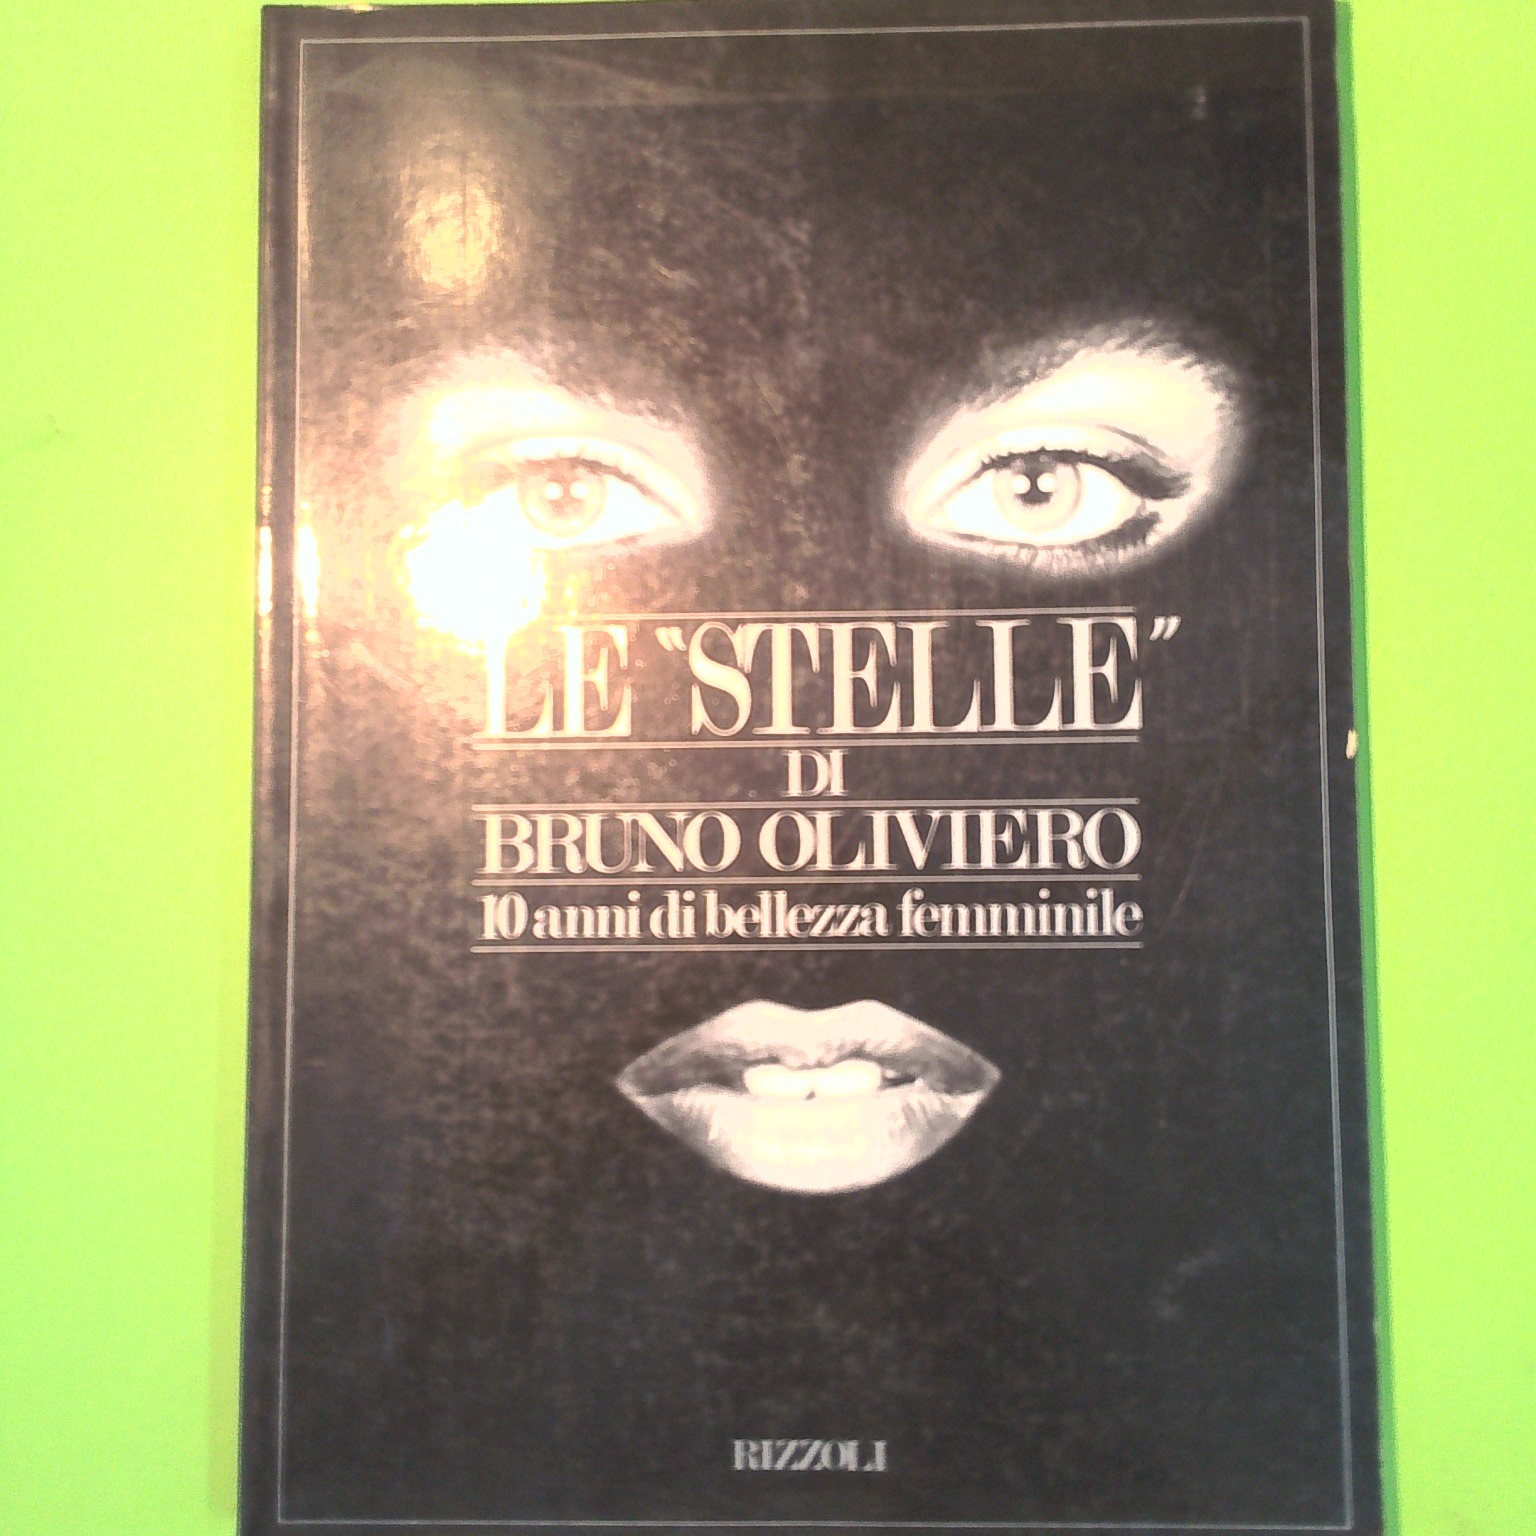 LE "STELLE"
DI
BRUNO OLIVIERO
10 anni di bellezza femminile
RIZZOLI